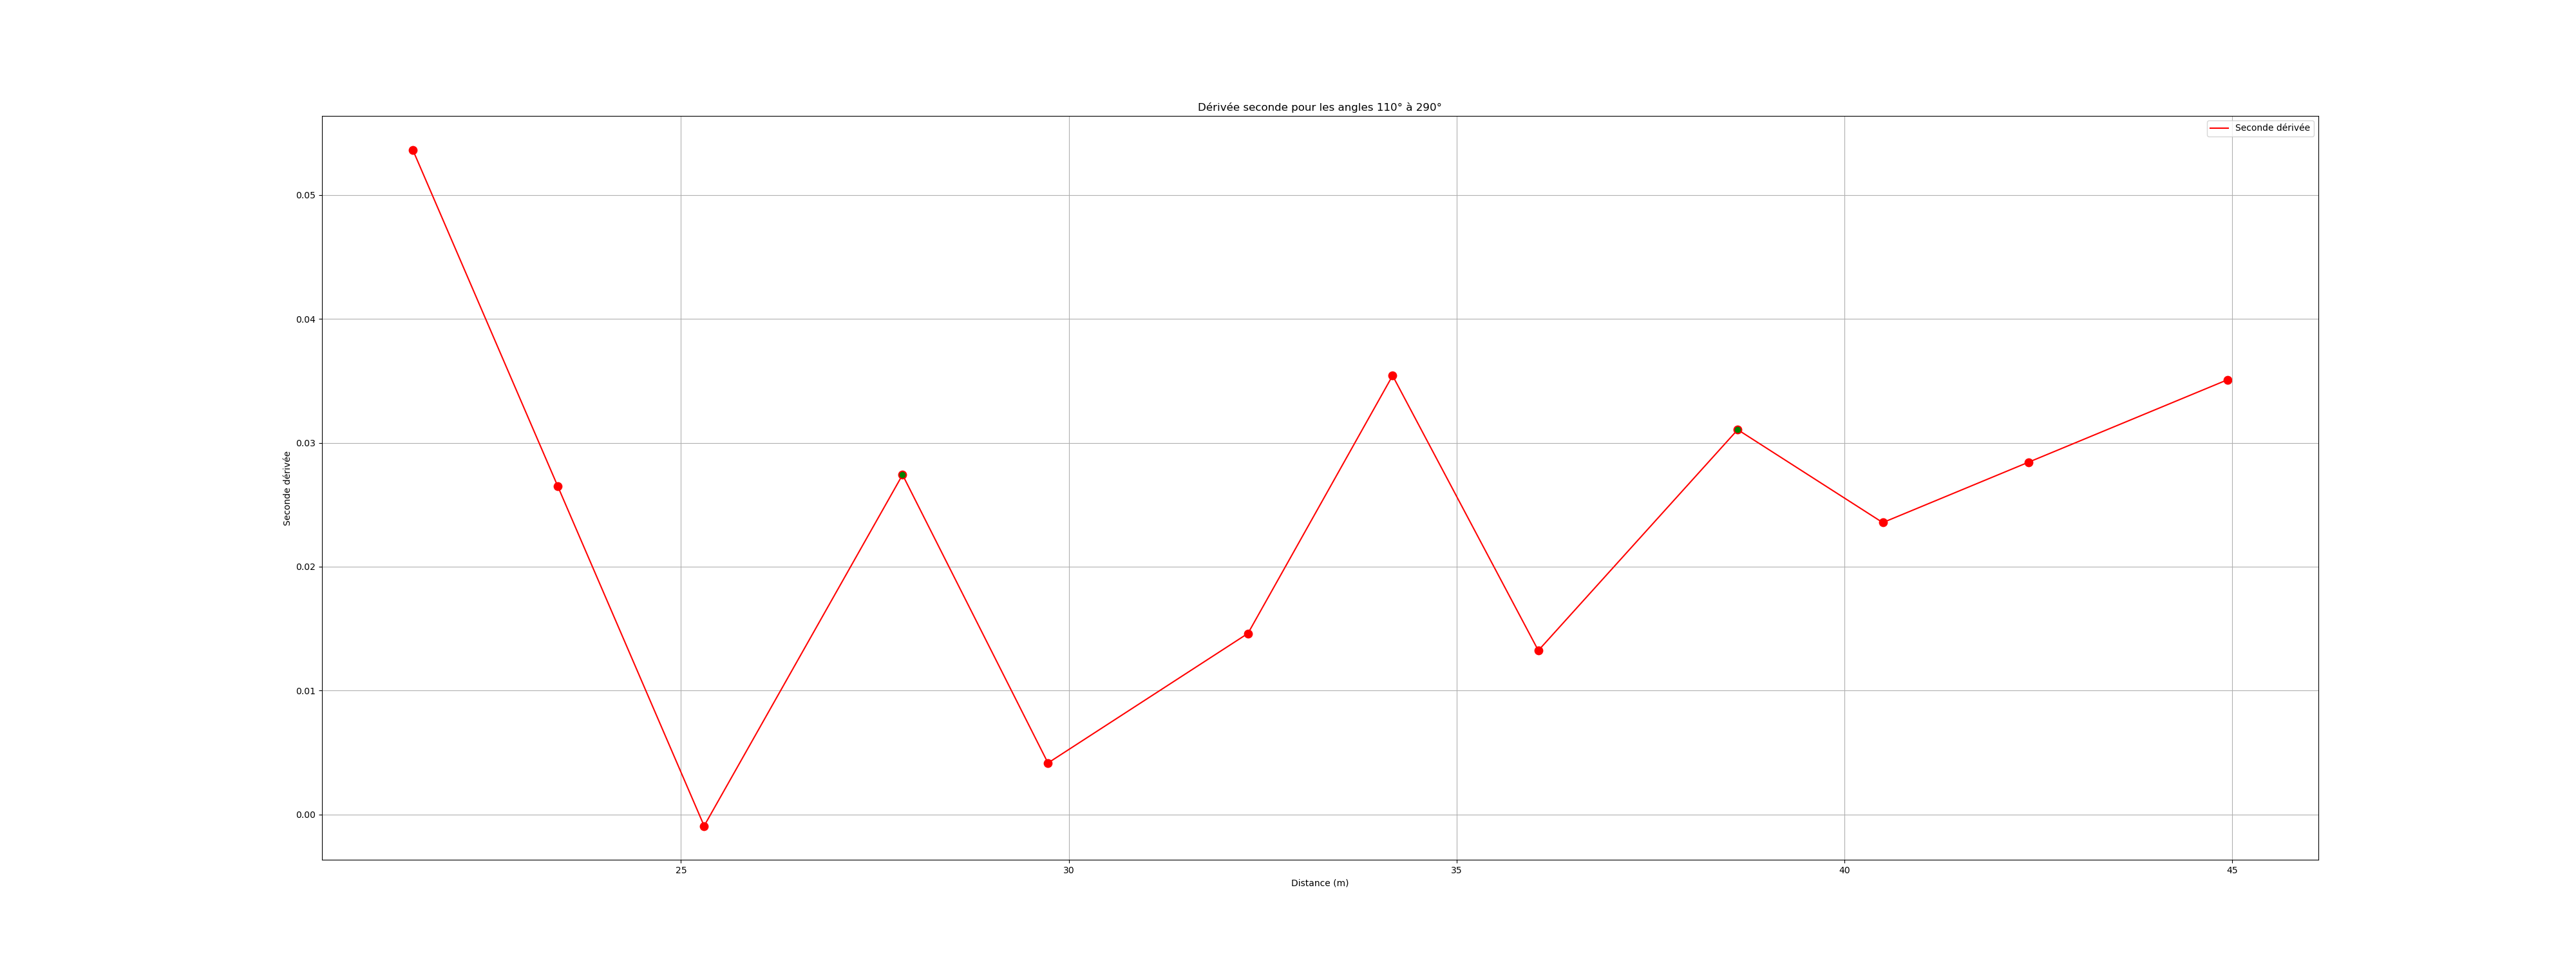 Dérivée seconde pour les angles 110° à 290°
Seconde dérivée
0.05
0.04
0.03
0.02
0.01
0.00
Seconde dérivée
25
30
35
40
45
Distance (m)